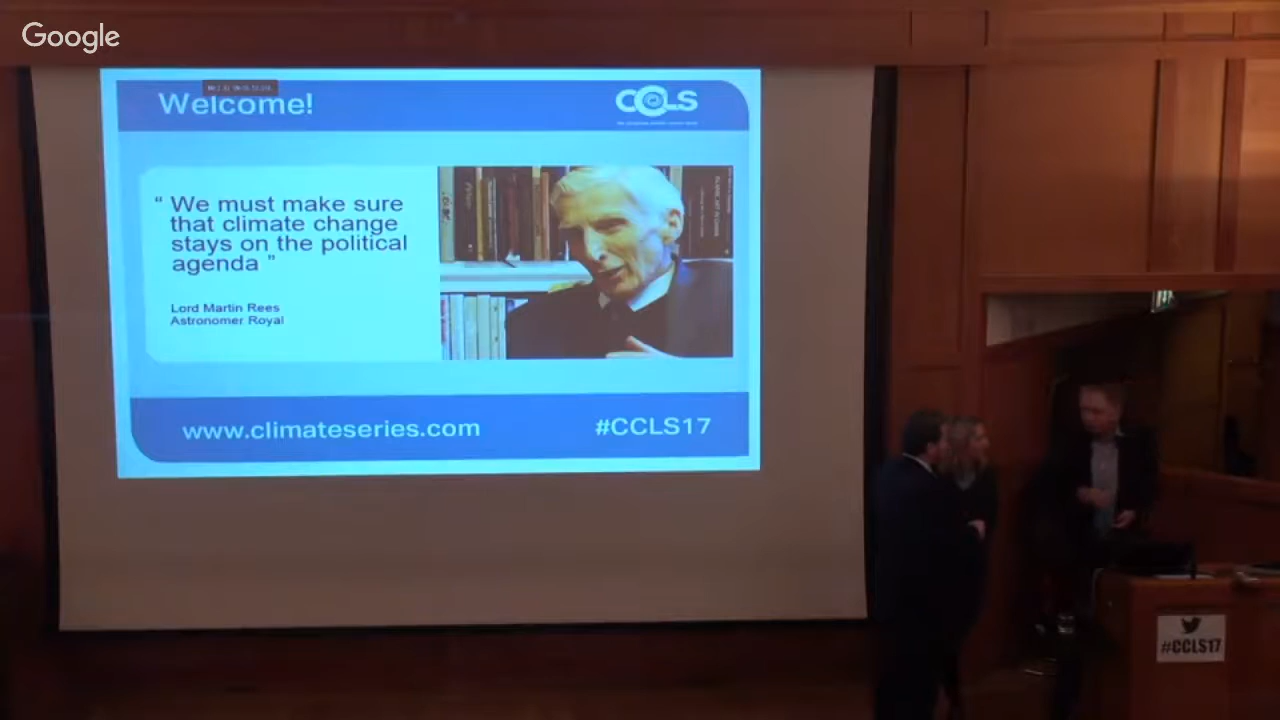 Google
Welcome!
CCLS
“ We must make sure
that climate change
stays on the political
agenda ”
Lord Martin Rees
Astronomer Royal
www.climateseries.com
#CCLS17
#CCLS17